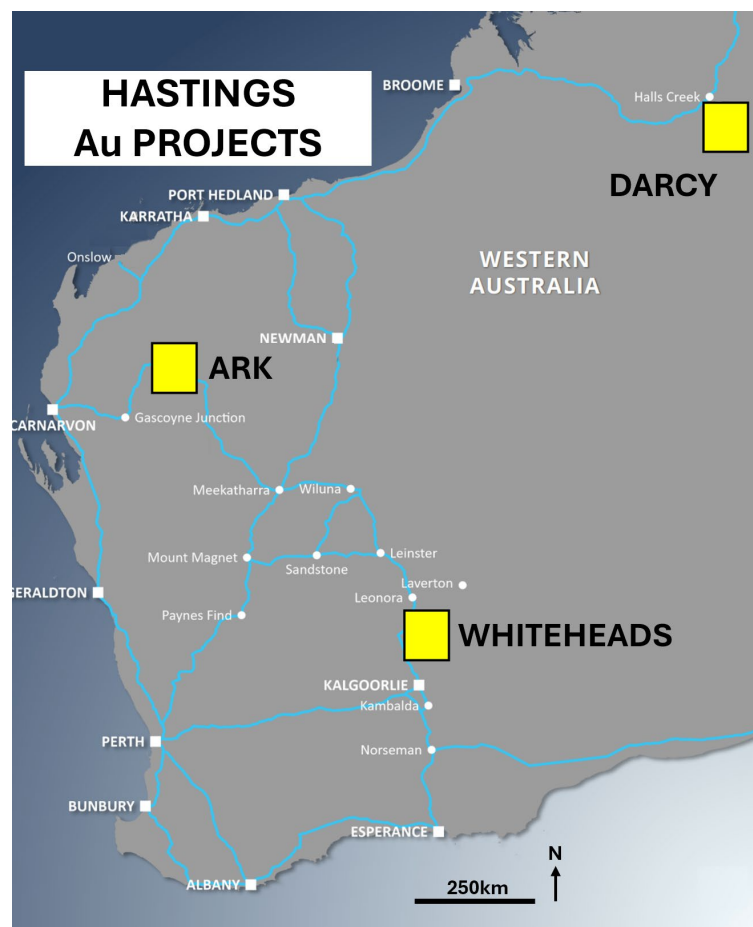 HASTINGS
Au PROJECTS
BROOME
Halls Creek
DARCY
PORT HEDLAND
KARRATHA
Onslow
WESTERN
AUSTRALIA
NEWMAN
ARK
CARNARVON
Gascoyne Junction
Meekatharra
Wiluna
Mount Magnet
Sandstone
Leinster
Laverton
Leonora
GERALDTON
Paynes Find
WHITEHEADS
KALGOORLIE
Kambalda
PERTH
Norseman
BUNBURY
ESPERANCE
ALBANY
250km
N